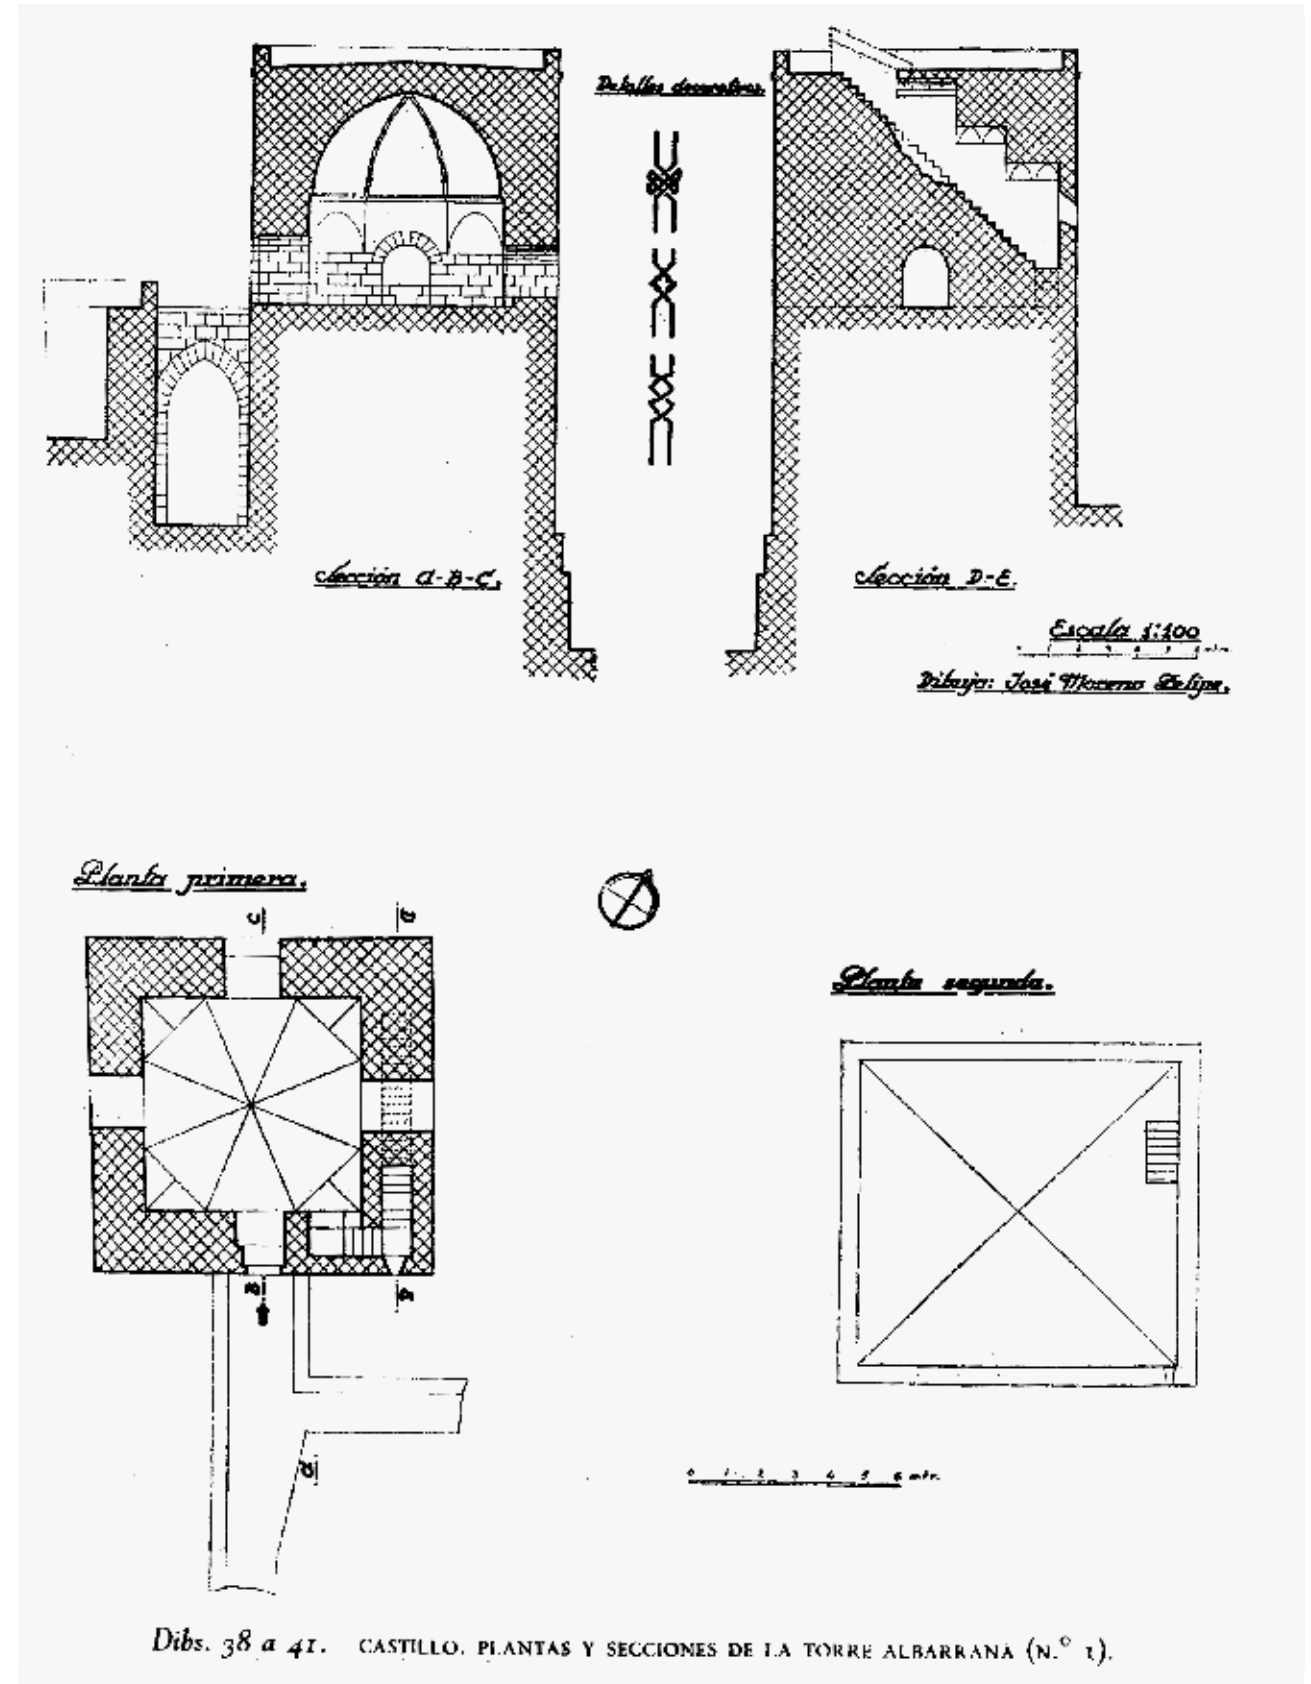 Detalles decorativos.
Sección A-B-C.
Sección D-E.
Escala 1:100
Dibujo: José Moreno Felipe.
Planta primera.
C
B
Planta segunda.
0 1 2 3 4 5 6 mtr.
Dibs. 38 a 41. CASTILLO. PLANTAS Y SECCIONES DE LA TORRE ALBARRANA (N.º 1).